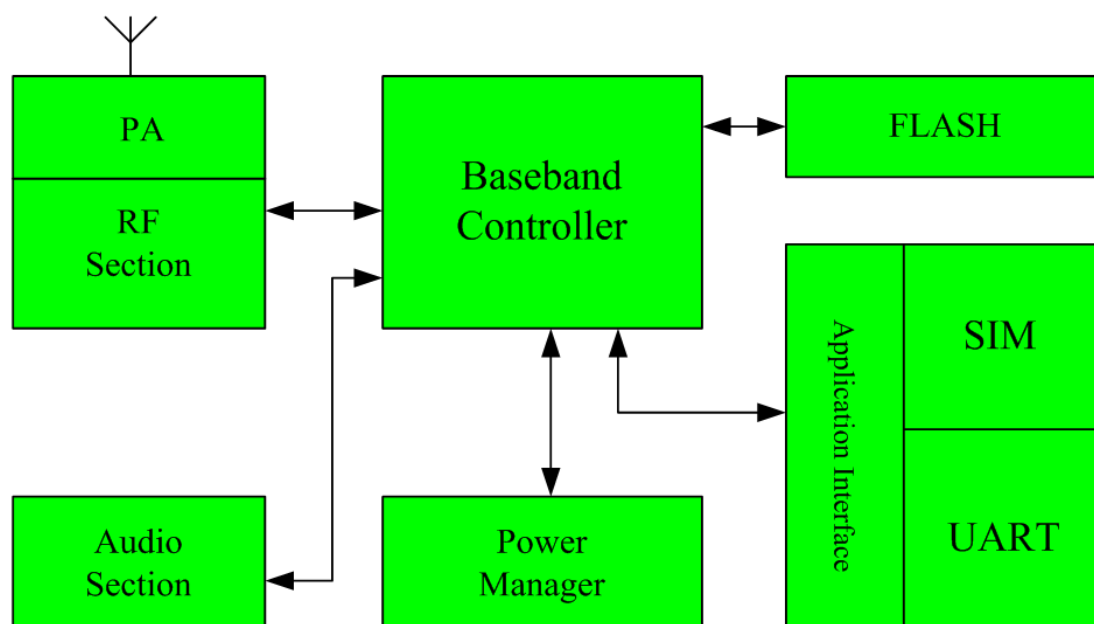 PA
RF
Section
Baseband
Controller
FLASH
Application Interface
SIM
UART
Audio
Section
Power
Manager